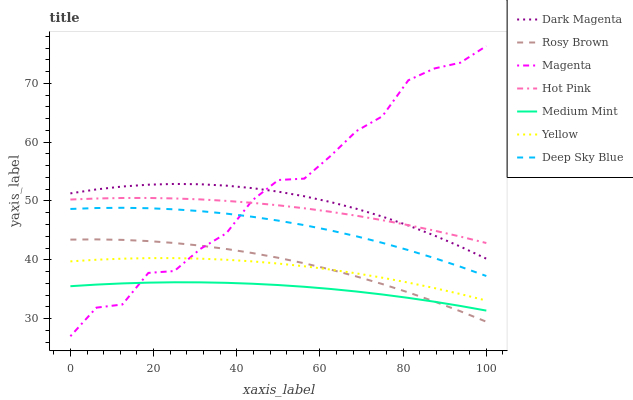 title
Dark Magenta
Rosy Brown
Magenta
Hot Pink
Medium Mint
Yellow
Deep Sky Blue
yaxis_label
70
60
50
40
30
0
20
40
60
80
100
xaxis_label